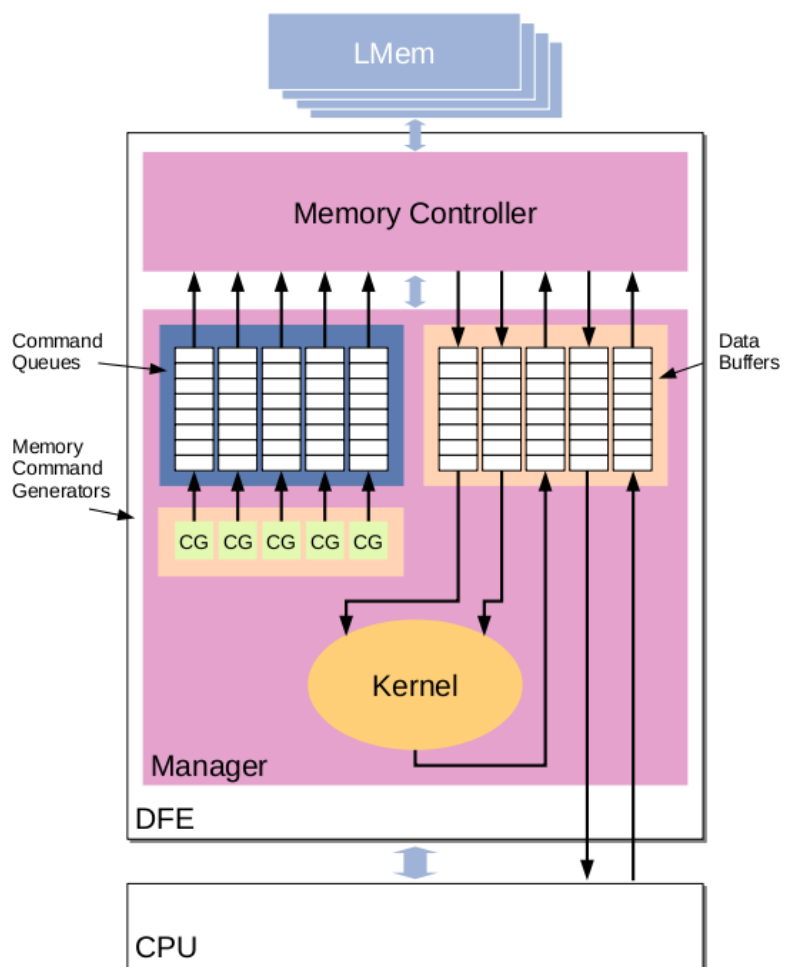 LMem
Memory Controller
Command
Queues
Data
Buffers
Memory
Command
Generators
CG CG CG CG CG
Kernel
Manager
DFE
CPU